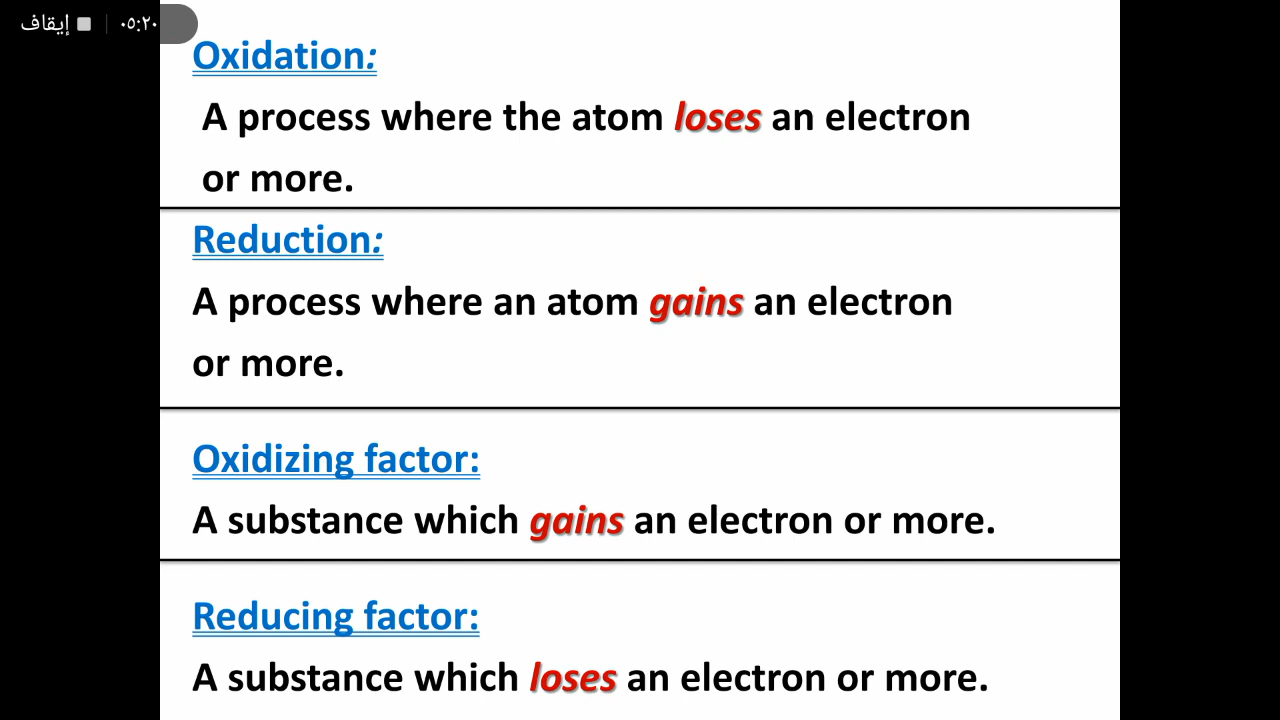 إيقاف ٠٥:٢٠
Oxidation:
A process where the atom loses an electron
or more.
Reduction:
A process where an atom gains an electron
or more.
Oxidizing factor:
A substance which gains an electron or more.
Reducing factor:
A substance which loses an electron or more.